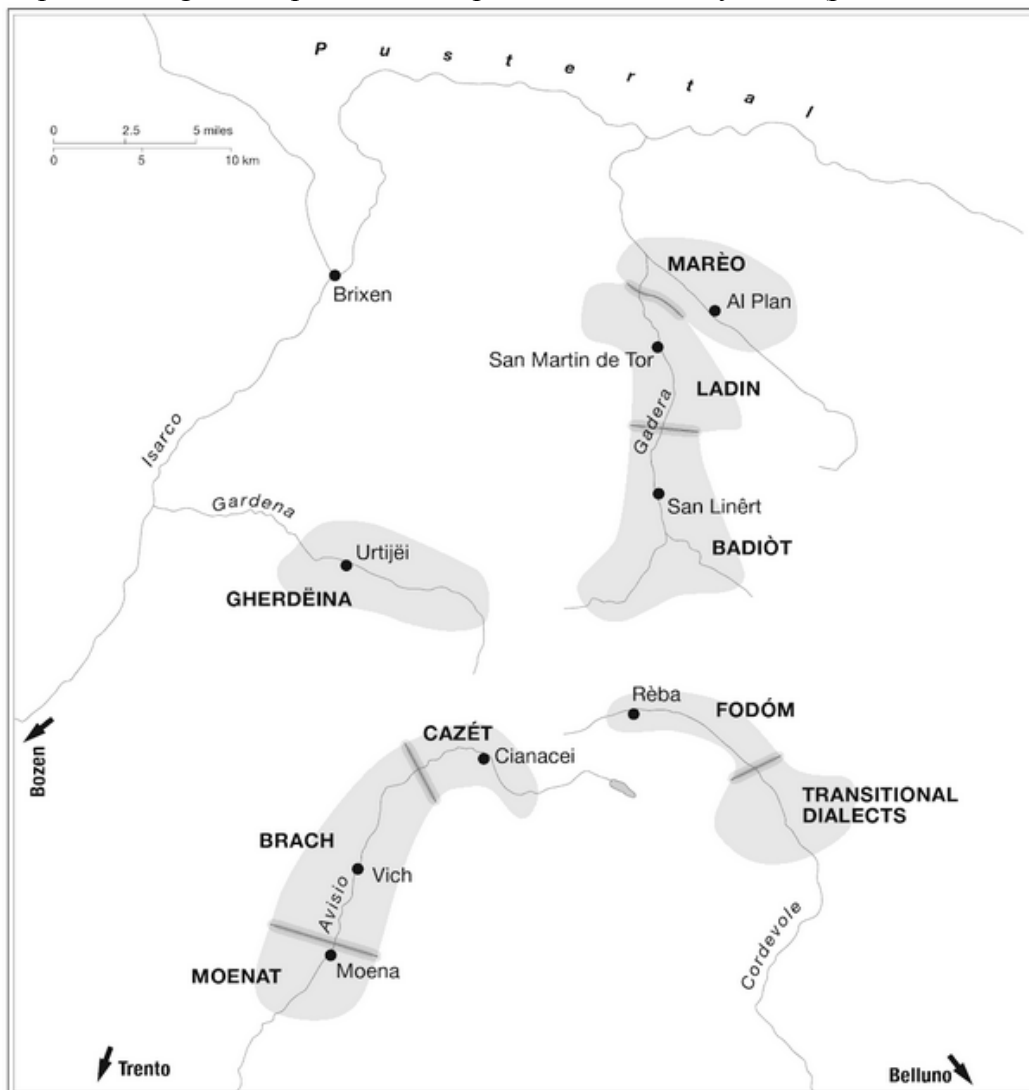 Pustertal
0 2.5 5 miles
0 5 10 km
MARÈO
Brixen
Al Plan
San Martin de Tor
LADIN
Gadera
Isarco
Gardena
San Linêrt
Urtijëi
BADIÒT
GHERDËINA
Rèba
FODÓM
CAZÉT
Cianacei
Bozen
TRANSITIONAL
DIALECTS
BRACH
Vich
Avisio
Cordevole
MOENAT
Moena
Trento
Belluno